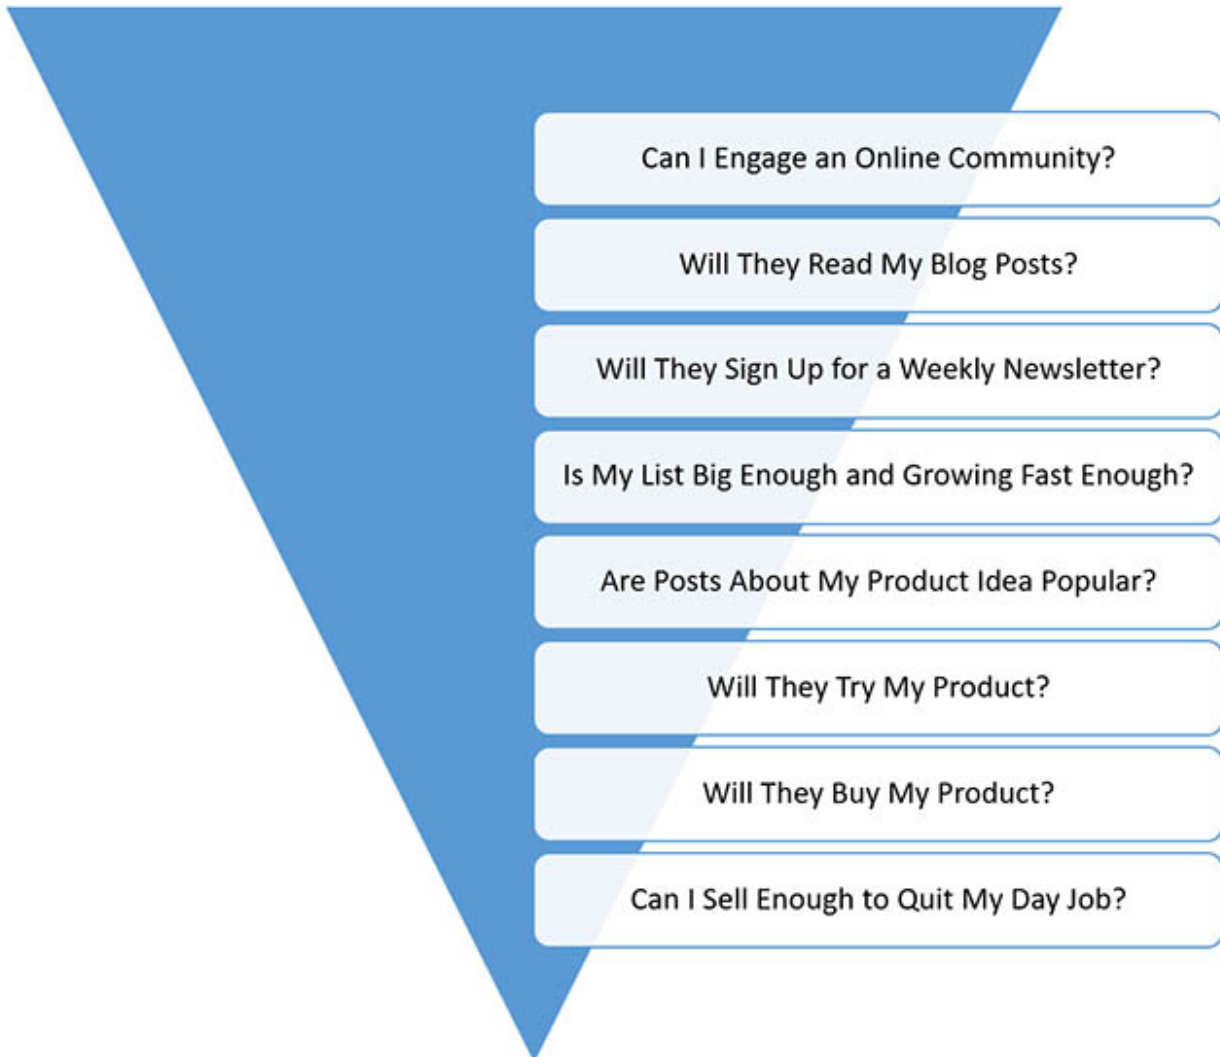 Can I Engage an Online Community?
Will They Read My Blog Posts?
Will They Sign Up for a Weekly Newsletter?
Is My List Big Enough and Growing Fast Enough?
Are Posts About My Product Idea Popular?
Will They Try My Product?
Will They Buy My Product?
Can I Sell Enough to Quit My Day Job?